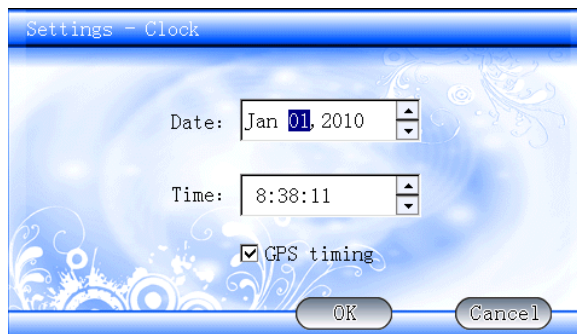 Settings - Clock
Date: Jan 01, 2010
Time: 8:38:11
GPS timing
OK Cancel